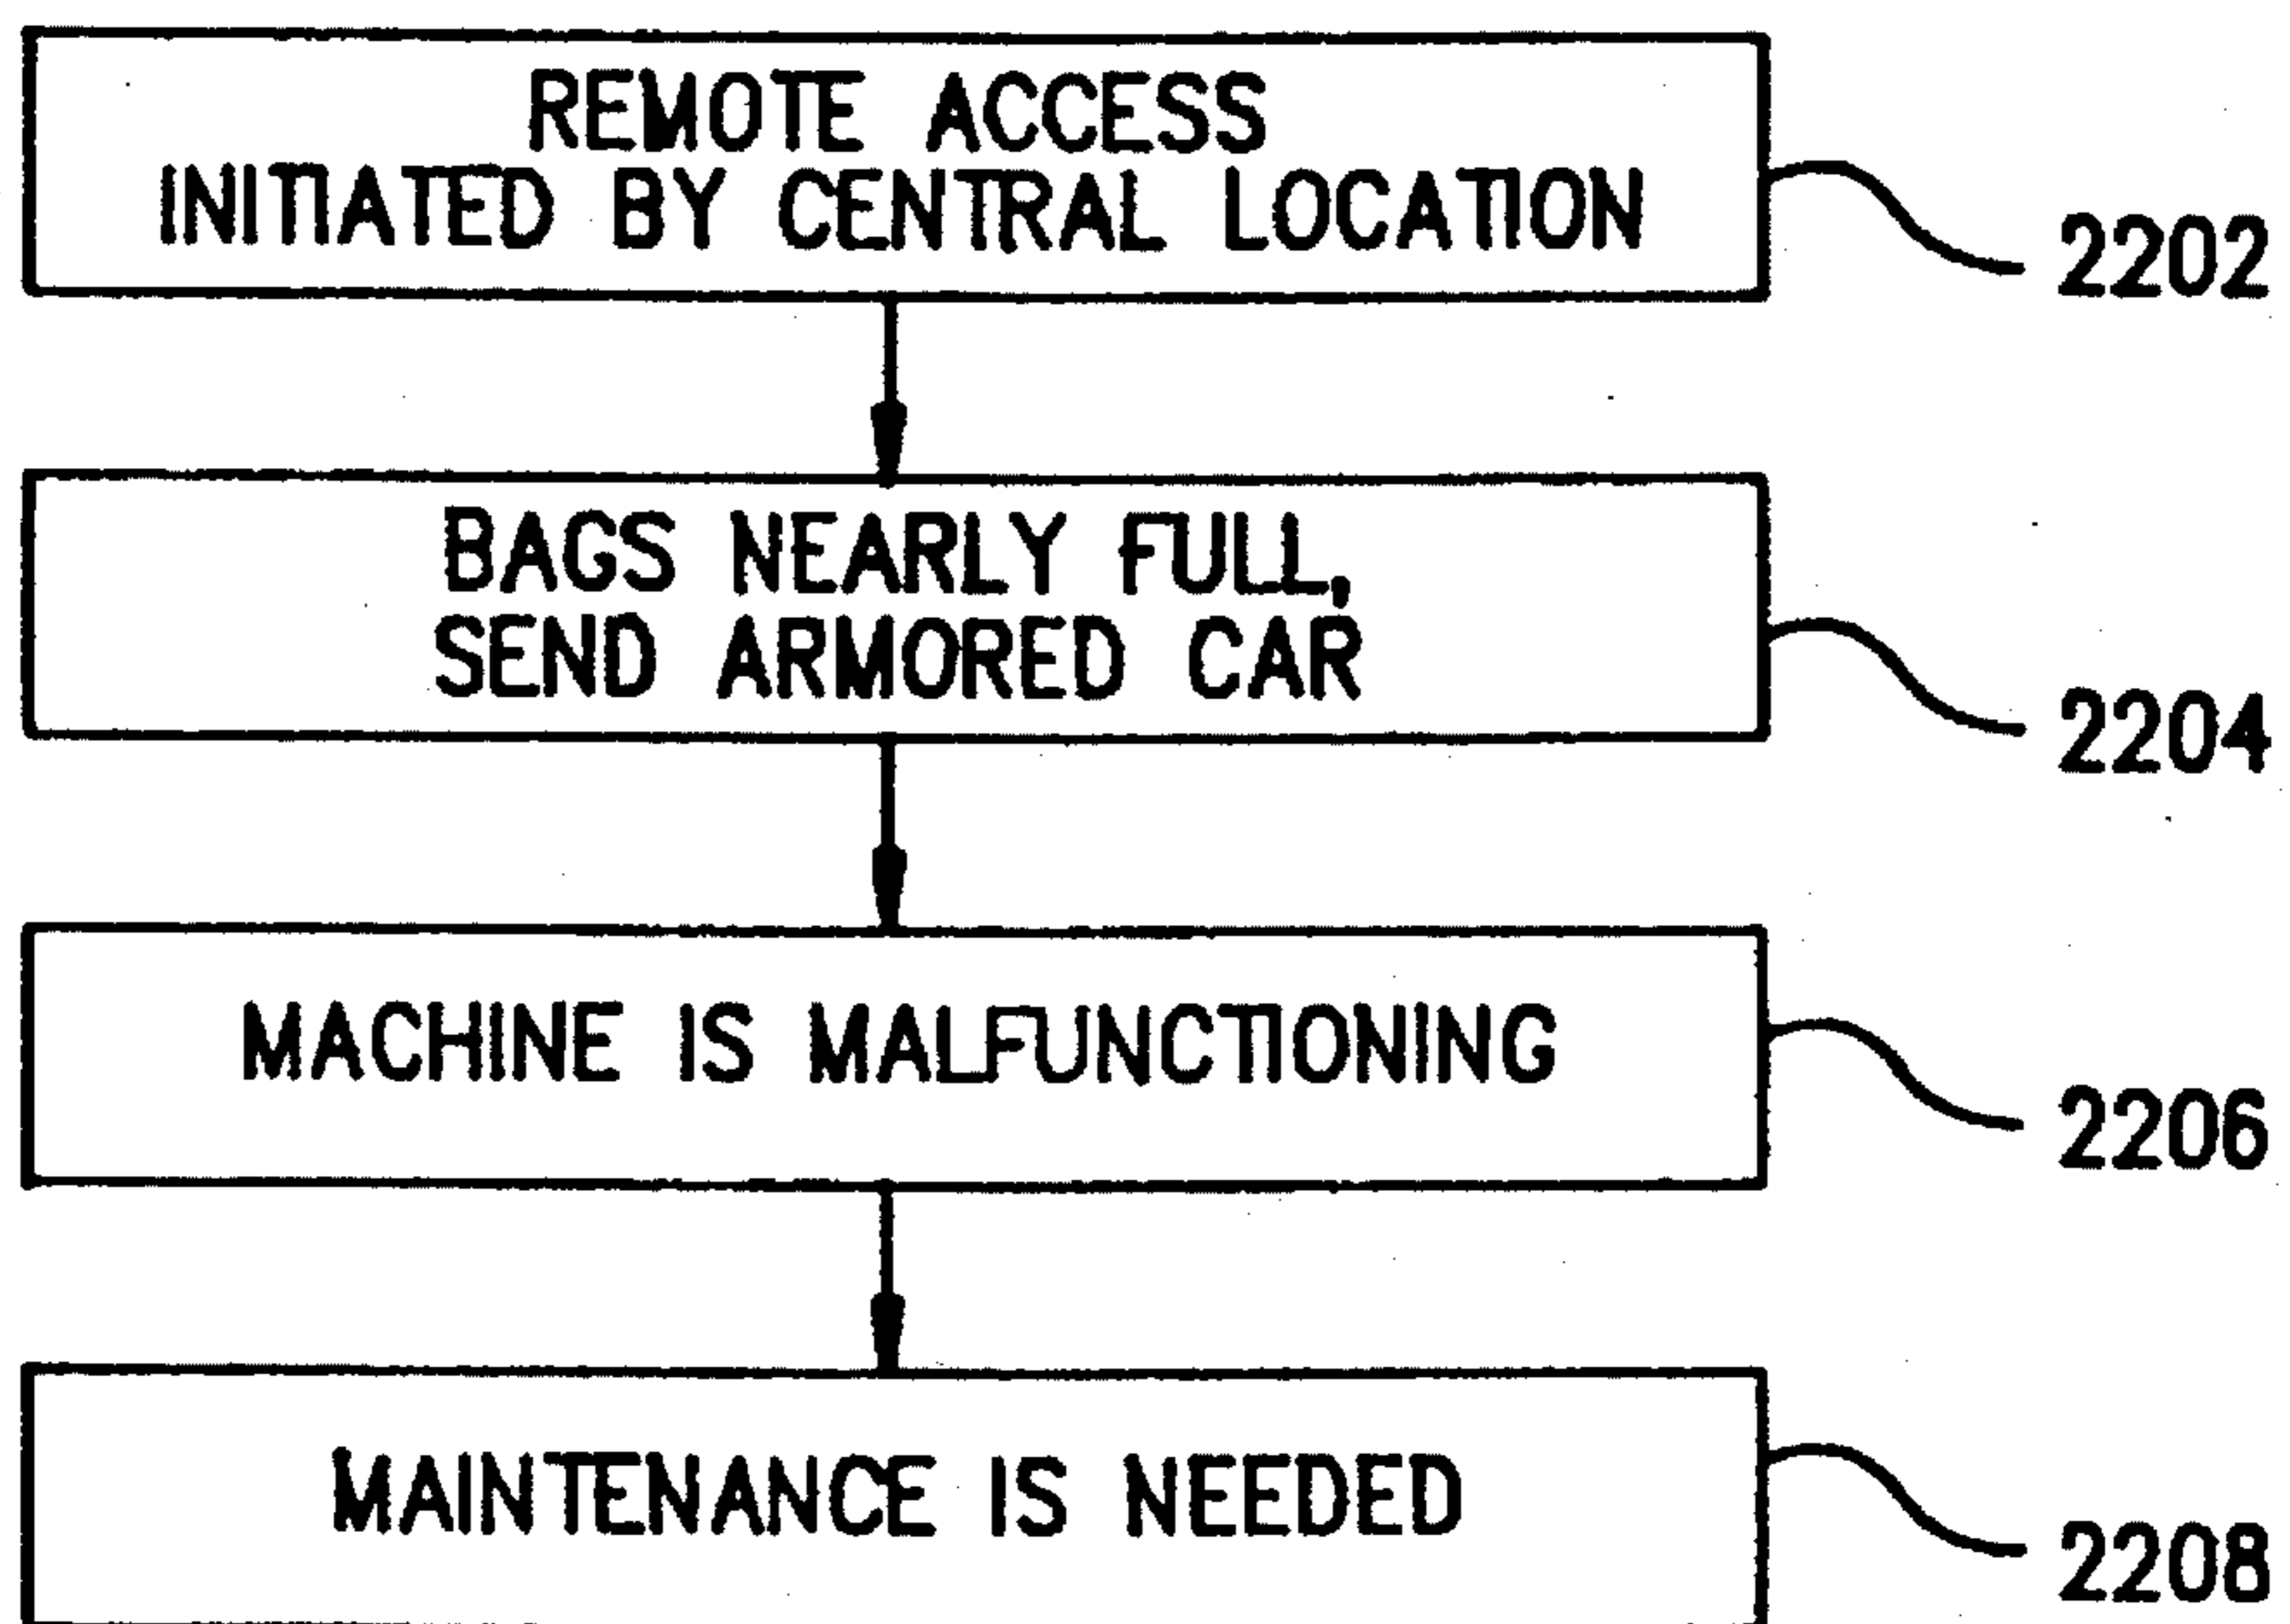 REMOTE ACCESS
INITIATED BY CENTRAL LOCATION
2202
BAGS NEARLY FULL,
SEND ARMORED CAR
2204
MACHINE IS MALFUNCTIONING
2206
MAINTENANCE IS NEEDED
2208